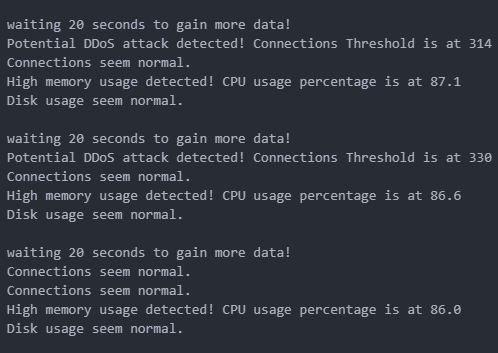 waiting 20 seconds to gain more data!
Potential DDoS attack detected! Connections Threshold is at 314
Connections seem normal.
High memory usage detected! CPU usage percentage is at 87.1
Disk usage seem normal.
waiting 20 seconds to gain more data!
Potential DDoS attack detected! Connections Threshold is at 330
Connections seem normal.
High memory usage detected! CPU usage percentage is at 86.6
Disk usage seem normal.
waiting 20 seconds to gain more data!
Connections seem normal.
Connections seem normal.
High memory usage detected! CPU usage percentage is at 86.0
Disk usage seem normal.